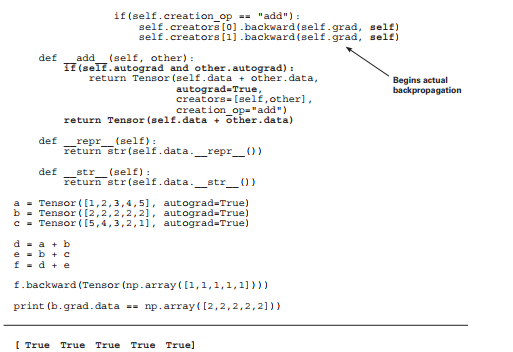 if(self.creation_op == "add"):
self.creators[0].backward(self.grad, self)
self.creators[1].backward(self.grad, self)
def __add__(self, other):
if(self.autograd and other.autograd):
return Tensor(self.data + other.data,
autograd=True,
creators=[self,other],
creation_op="add")
return Tensor(self.data + other.data)
Begins actual
backpropagation
def __repr__(self):
return str(self.data.__repr__())
def __str__(self):
return str(self.data.__str__())
a = Tensor([1,2,3,4,5], autograd=True)
b = Tensor([2,2,2,2,2], autograd=True)
c = Tensor([5,4,3,2,1], autograd=True)
d = a + b
e = b + c
f = d + e
f.backward(Tensor(np.array([1,1,1,1,1])))
print(b.grad.data == np.array([2,2,2,2,2]))
[ True True True True True]